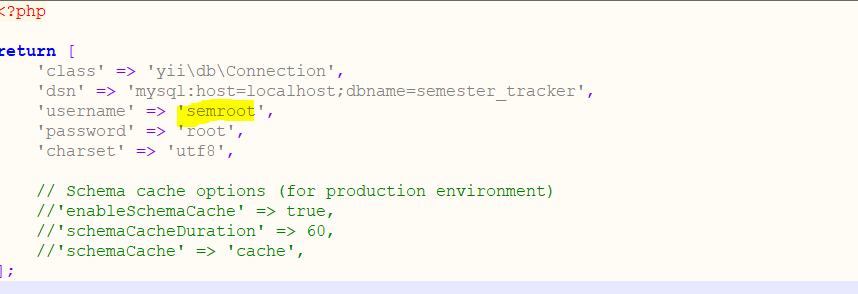 <?php
return [
    'class' => 'yii\db\Connection',
    'dsn' => 'mysql:host=localhost;dbname=semester_tracker',
    'username' => 'semroot',
    'password' => 'root',
    'charset' => 'utf8',
    // Schema cache options (for production environment)
    //'enableSchemaCache' => true,
    //'schemaCacheDuration' => 60,
    //'schemaCache' => 'cache',
];